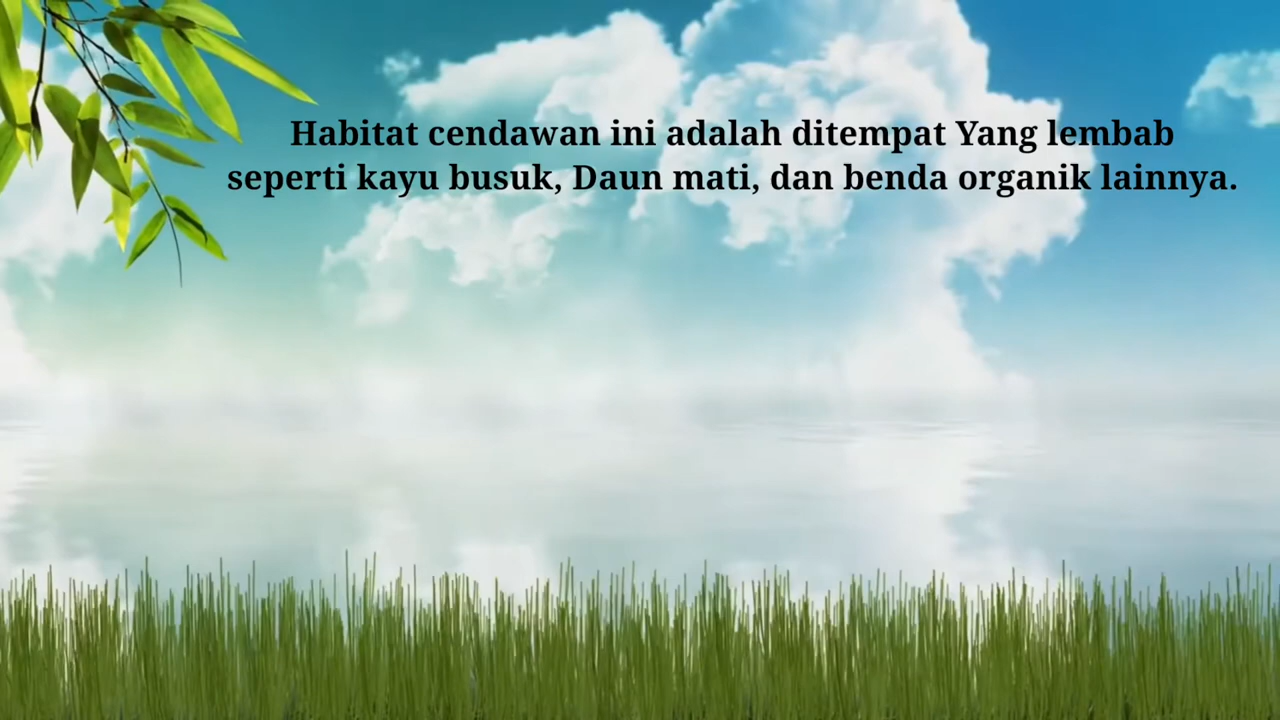 Habitat cendawan ini adalah ditempat Yang lembab
seperti kayu busuk, Daun mati, dan benda organik lainnya.